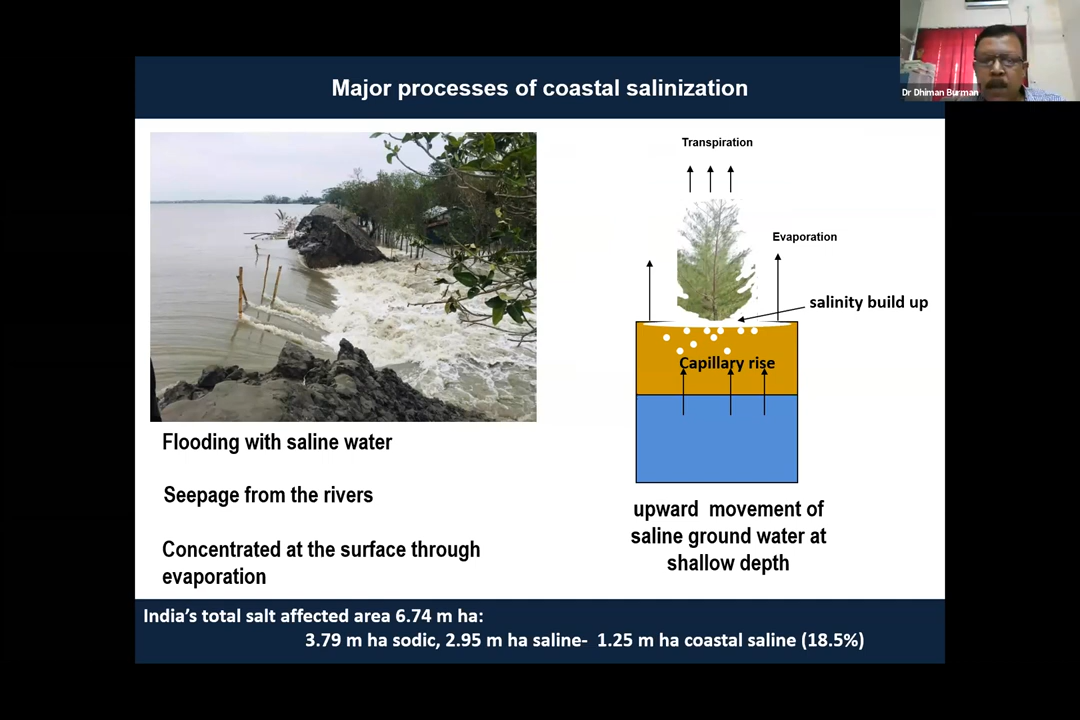 Dr Dhiman Burman
Major processes of coastal salinization
Transpiration
Evaporation
salinity build up
Capillary rise
Flooding with saline water
Seepage from the rivers
Concentrated at the surface through
evaporation
upward movement of
saline ground water at
shallow depth
India's total salt affected area 6.74 m ha:
3.79 m ha sodic, 2.95 m ha saline- 1.25 m ha coastal saline (18.5%)